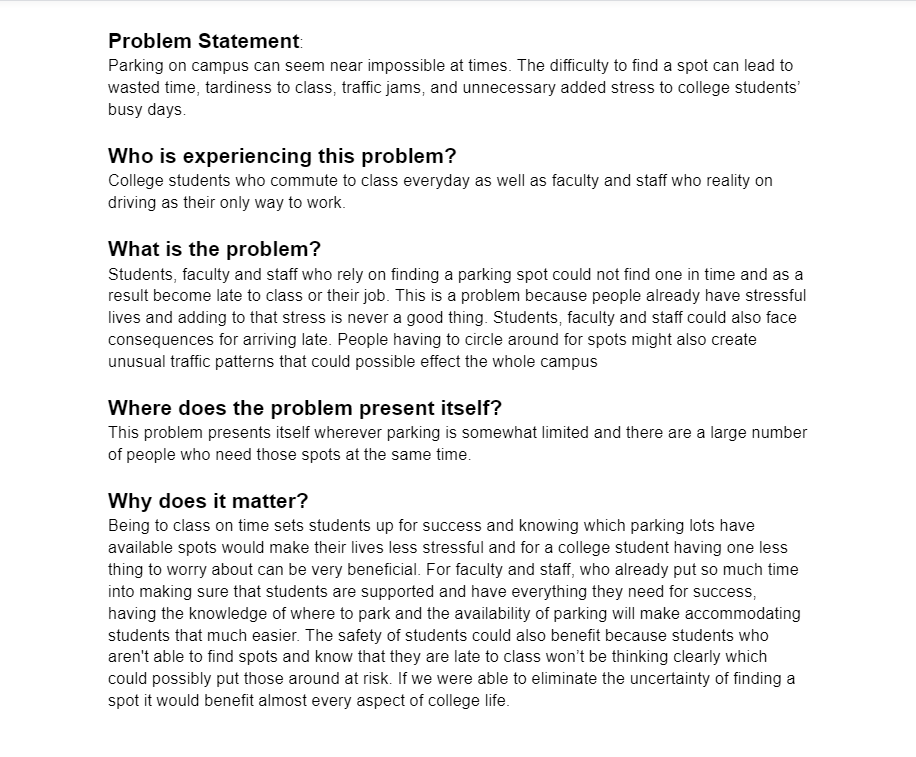 Problem Statement:
Parking on campus can seem near impossible at times. The difficulty to find a spot can lead to
wasted time, tardiness to class, traffic jams, and unnecessary added stress to college students’
busy days.
Who is experiencing this problem?
College students who commute to class everyday as well as faculty and staff who reality on
driving as their only way to work.
What is the problem?
Students, faculty and staff who rely on finding a parking spot could not find one in time and as a
result become late to class or their job. This is a problem because people already have stressful
lives and adding to that stress is never a good thing. Students, faculty and staff could also face
consequences for arriving late. People having to circle around for spots might also create
unusual traffic patterns that could possible effect the whole campus
Where does the problem present itself?
This problem presents itself wherever parking is somewhat limited and there are a large number
of people who need those spots at the same time.
Why does it matter?
Being to class on time sets students up for success and knowing which parking lots have
available spots would make their lives less stressful and for a college student having one less
thing to worry about can be very beneficial. For faculty and staff, who already put so much time
into making sure that students are supported and have everything they need for success,
having the knowledge of where to park and the availability of parking will make accommodating
students that much easier. The safety of students could also benefit because students who
aren't able to find spots and know that they are late to class won’t be thinking clearly which
could possibly put those around at risk. If we were able to eliminate the uncertainty of finding a
spot it would benefit almost every aspect of college life.